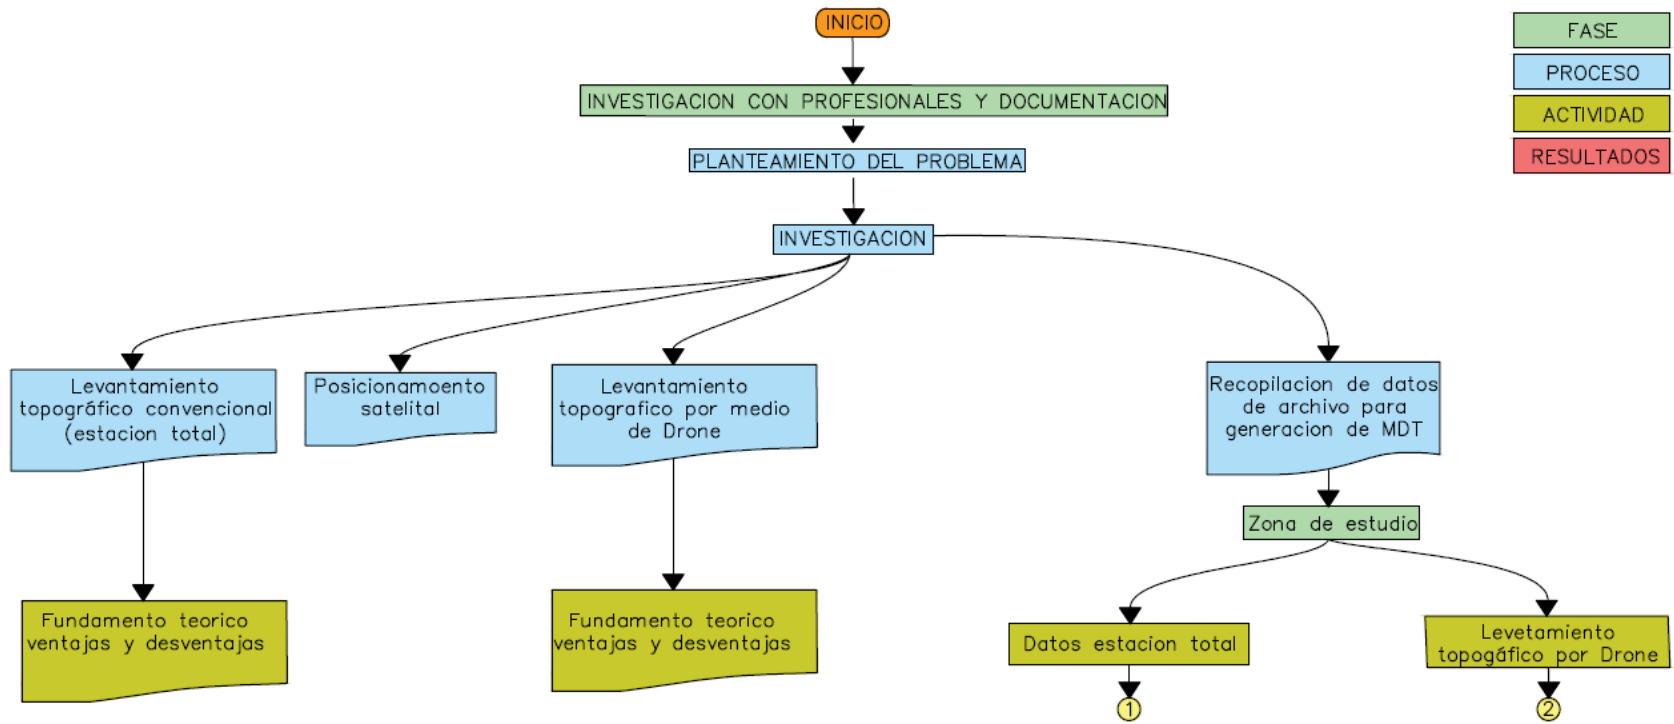 INICIO
FASE
PROCESO
ACTIVIDAD
RESULTADOS
INVESTIGACION CON PROFESIONALES Y DOCUMENTACION
PLANTEAMIENTO DEL PROBLEMA
INVESTIGACION
Levantamiento
topográfico convencional
(estacion total)
Posicionamoento
satelital
Levantamiento
topografico por medio
de Drone
Recopilacion de datos
de archivo para
generacion de MDT
Zona de estudio
Fundamento teorico
ventajas y desventajas
Fundamento teorico
ventajas y desventajas
Datos estacion total
Levetamiento
topogáfico por Drone
1
2